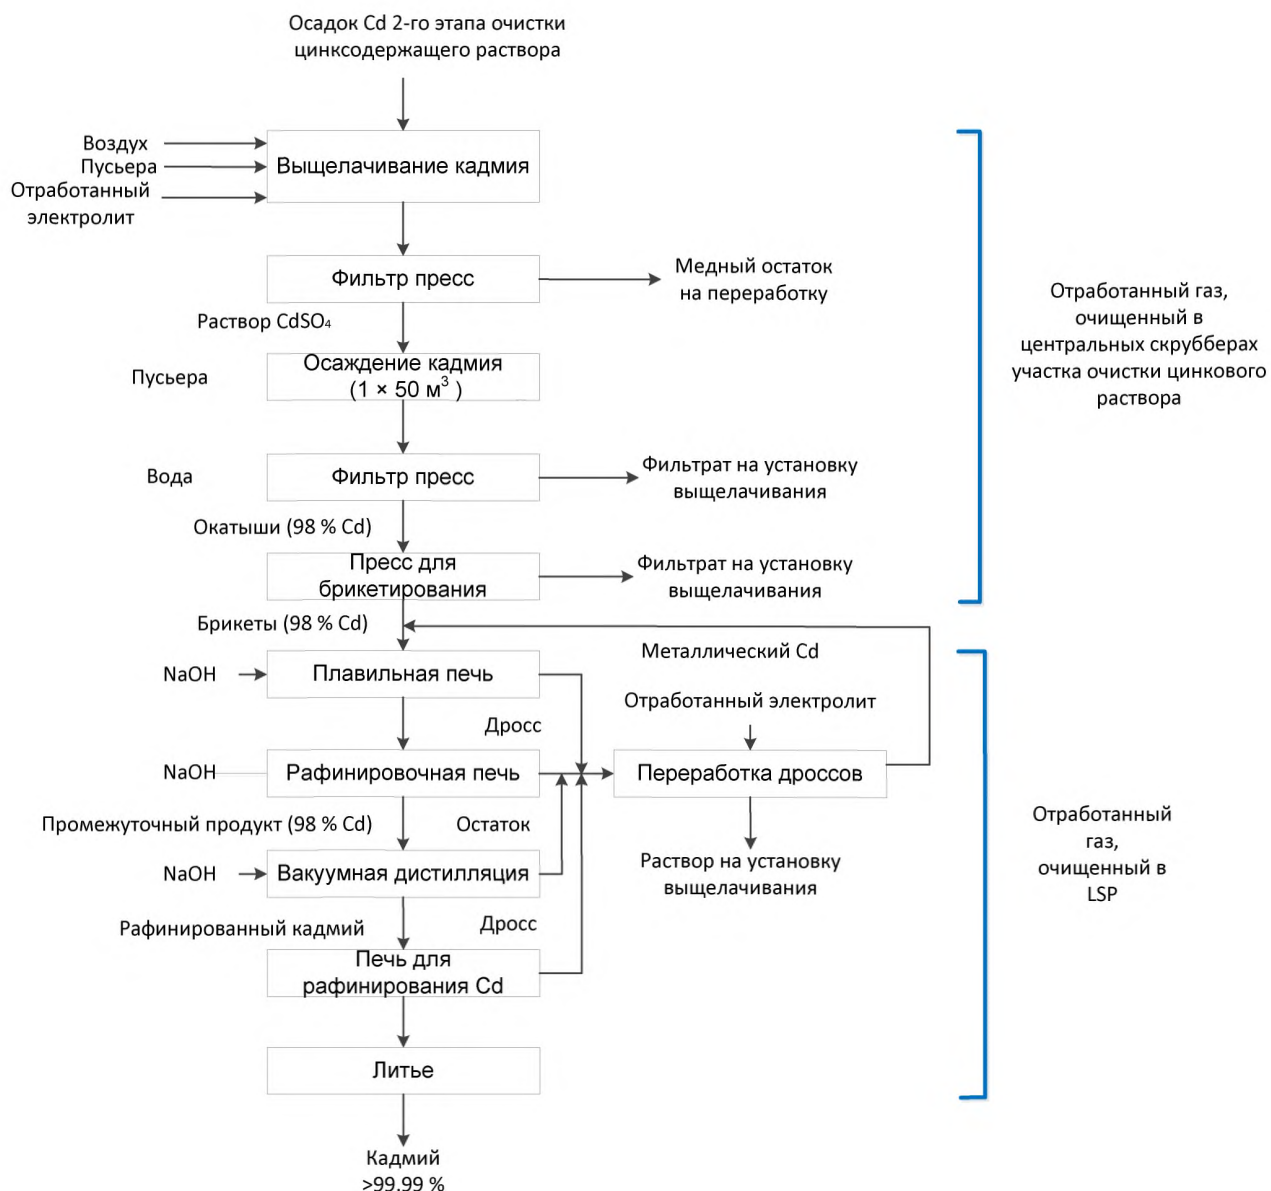 Осадок Cd 2-го этапа очистки
цинксодержащего раствора
Воздух
Пусьера
Отработанный
электролит
Выщелачивание кадмия
Фильтр пресс
Медный остаток
на переработку
Раствор CdSO₄
Пусьера
Осаждение кадмия
(1 × 50 м³ )
Отработанный газ,
очищенный в
центральных скрубберах
участка очистки цинкового
раствора
Вода
Фильтр пресс
Фильтрат на установку
выщелачивания
Окатыши (98 % Cd)
Пресс для
брикетирования
Фильтрат на установку
выщелачивания
Брикеты (98 % Cd)
Металлический Cd
NaOH
Плавильная печь
Отработанный электролит
Дросс
NaOH
Рафинировочная печь
Переработка дроссов
Промежуточный продукт (98 % Cd)
Остаток
Раствор на установку
выщелачивания
NaOH
Вакуумная дистилляция
Отработанный
газ,
очищенный в
LSP
Рафинированный кадмий
Дросс
Печь для
рафинирования Cd
Литье
Кадмий
>99.99 %